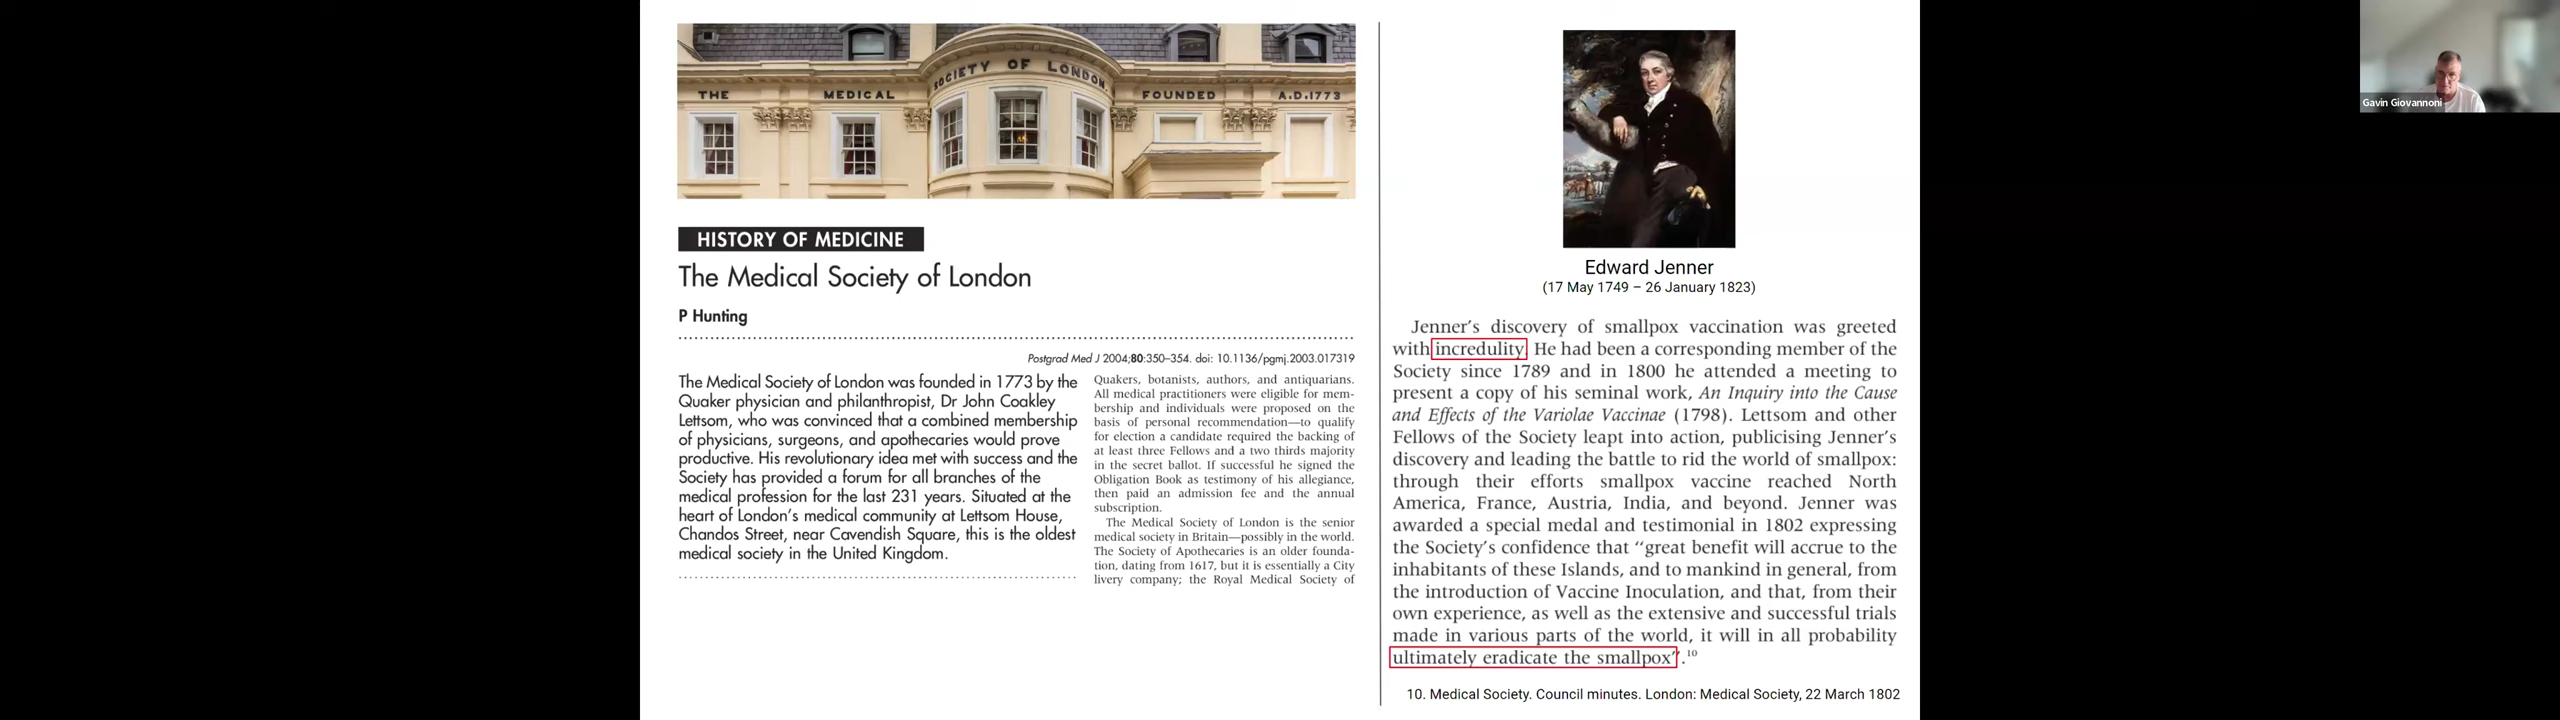 THE MEDICAL SOCIETY OF LONDON FOUNDED A.D.1773
HISTORY OF MEDICINE
The Medical Society of London
P Hunting
Postgrad Med J 2004;80:350–354. doi: 10.1136/pgmj.2003.017319
The Medical Society of London was founded in 1773 by the
Quaker physician and philanthropist, Dr John Coakley
Lettsom, who was convinced that a combined membership
of physicians, surgeons, and apothecaries would prove
productive. His revolutionary idea met with success and the
Society has provided a forum for all branches of the
medical profession for the last 231 years. Situated at the
heart of London's medical community at Lettsom House,
Chandos Street, near Cavendish Square, this is the oldest
medical society in the United Kingdom.
Quakers, botanists, authors, and antiquarians.
All medical practitioners were eligible for mem-
bership and individuals were proposed on the
basis of personal recommendation—to qualify
for election a candidate required the backing of
at least three Fellows and a two thirds majority
in the secret ballot. If successful he signed the
Obligation Book as testimony of his allegiance,
then paid an admission fee and the annual
subscription.
The Medical Society of London is the senior
medical society in Britain—possibly in the world.
The Society of Apothecaries is an older founda-
tion, dating from 1617, but it is essentially a City
livery company; the Royal Medical Society of
Edward Jenner
(17 May 1749 – 26 January 1823)
Jenner's discovery of smallpox vaccination was greeted
with incredulity. He had been a corresponding member of the
Society since 1789 and in 1800 he attended a meeting to
present a copy of his seminal work, An Inquiry into the Cause
and Effects of the Variolae Vaccinae (1798). Lettsom and other
Fellows of the Society leapt into action, publicising Jenner's
discovery and leading the battle to rid the world of smallpox:
through their efforts smallpox vaccine reached North
America, France, Austria, India, and beyond. Jenner was
awarded a special medal and testimonial in 1802 expressing
the Society's confidence that "great benefit will accrue to the
inhabitants of these Islands, and to mankind in general, from
the introduction of Vaccine Inoculation, and that, from their
own experience, as well as the extensive and successful trials
made in various parts of the world, it will in all probability
ultimately eradicate the smallpox".10
10. Medical Society. Council minutes. London: Medical Society, 22 March 1802
Gavin Giovannoni